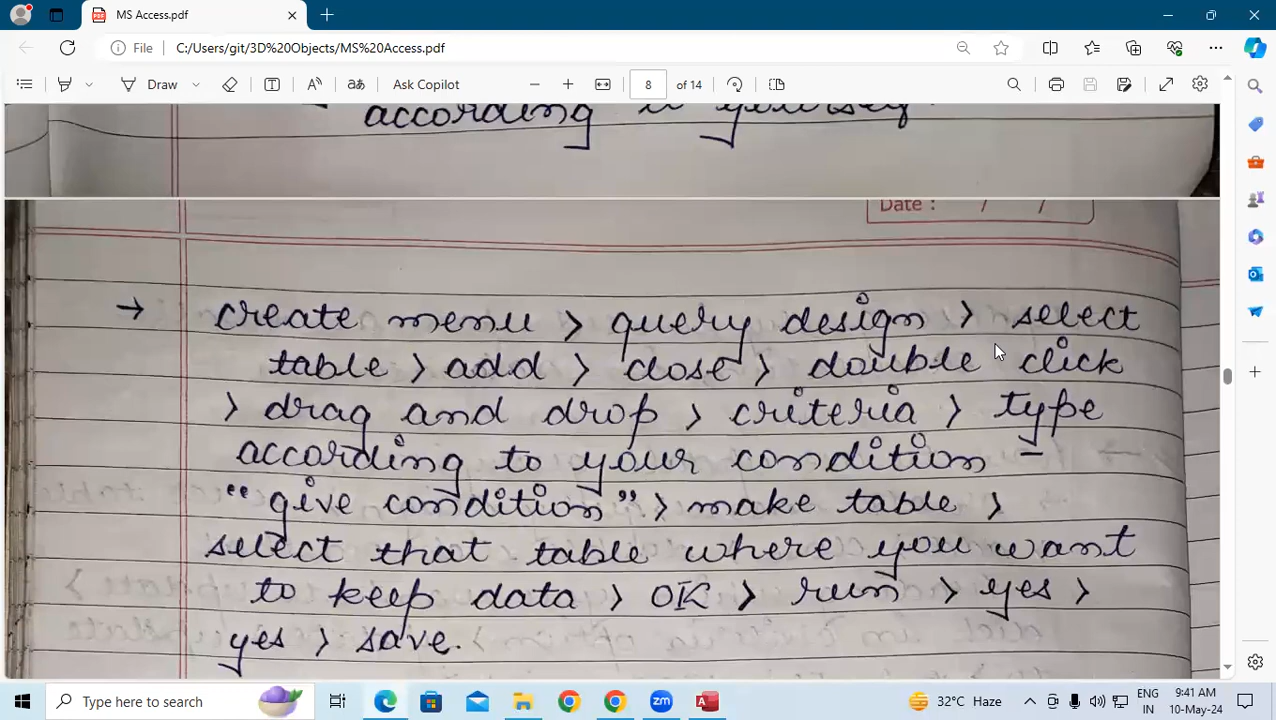 MS Access.pdf
File C:/Users/git/3D%20Objects/MS%20Access.pdf
Draw Ask Copilot 8 of 14
according yourself
Date : / /
→ create menu > query design > select
table > add > close > double click
> drag and drop > criteria > type
according to your condition =
"give condition" > make table >
select that table where you want
to keep data > OK > run > yes >
yes > save.
Type here to search
zm
32°C Haze
ENG
IN
9:41 AM
10-May-24